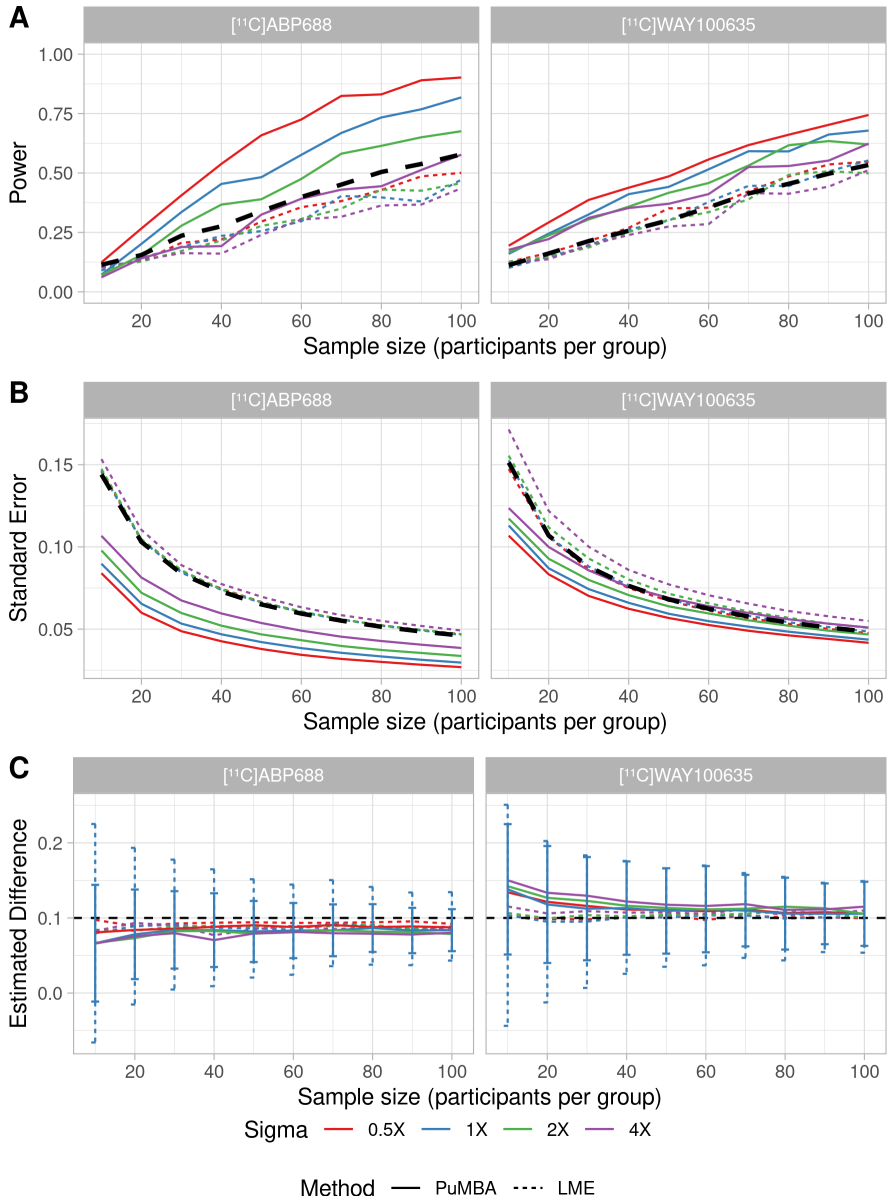 A
[¹¹C]ABP688 [¹¹C]WAY100635
1.00
0.75
0.50
0.25
0.00
Power
20 40 60 80 100 20 40 60 80 100
Sample size (participants per group)
B
[¹¹C]ABP688 [¹¹C]WAY100635
0.15
0.10
0.05
Standard Error
20 40 60 80 100 20 40 60 80 100
Sample size (participants per group)
C
[¹¹C]ABP688 [¹¹C]WAY100635
0.2
0.1
0.0
Estimated Difference
20 40 60 80 100 20 40 60 80 100
Sample size (participants per group)
Sigma 0.5X 1X 2X 4X
Method PuMBA LME